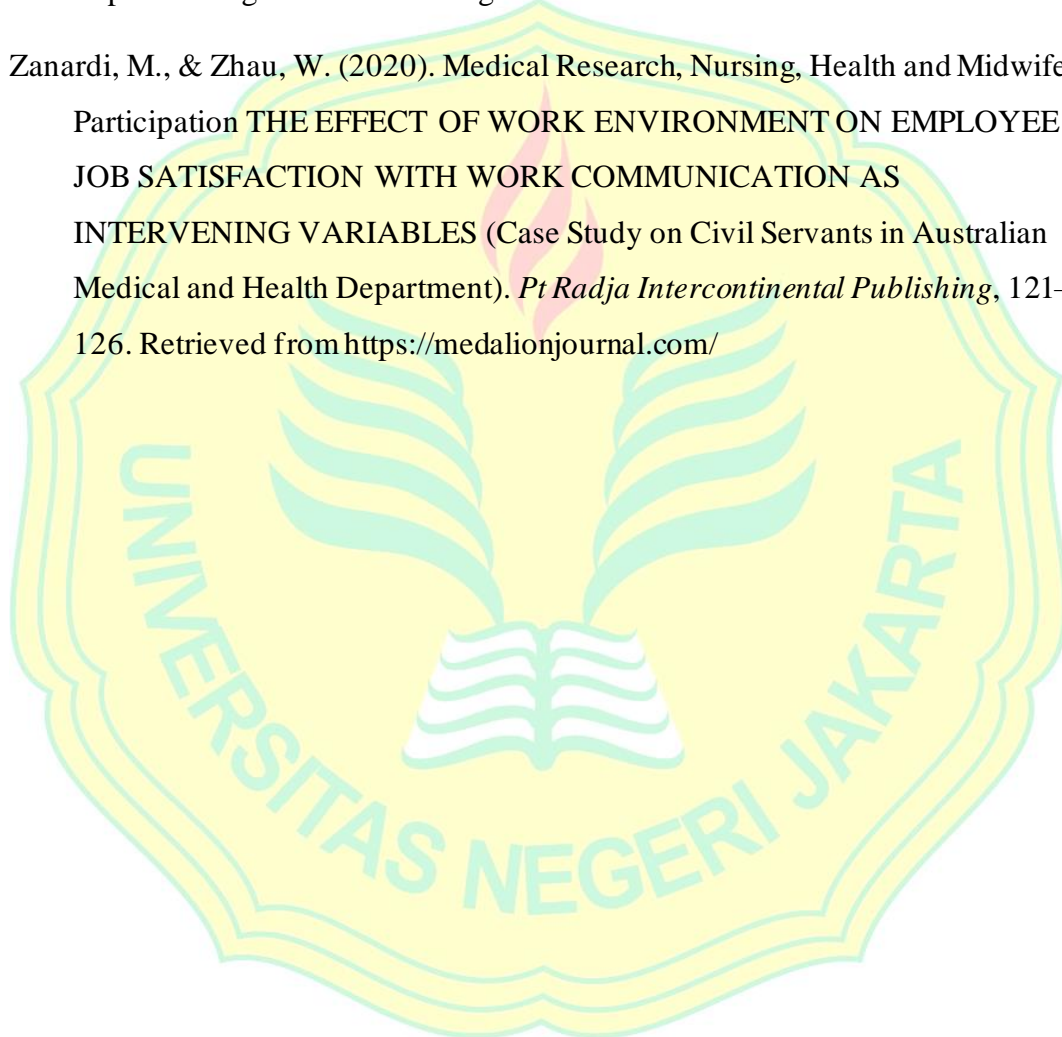 Zanardi, M., & Zhau, W. (2020). Medical Research, Nursing, Health and Midwife
Participation THE EFFECT OF WORK ENVIRONMENT ON EMPLOYEE
JOB SATISFACTION WITH WORK COMMUNICATION AS
INTERVENING VARIABLES (Case Study on Civil Servants in Australian
Medical and Health Department). Pt Radja Intercontinental Publishing, 121–
126. Retrieved from https://medalionjournal.com/
UNIVERSITAS NEGERI JAKARTA